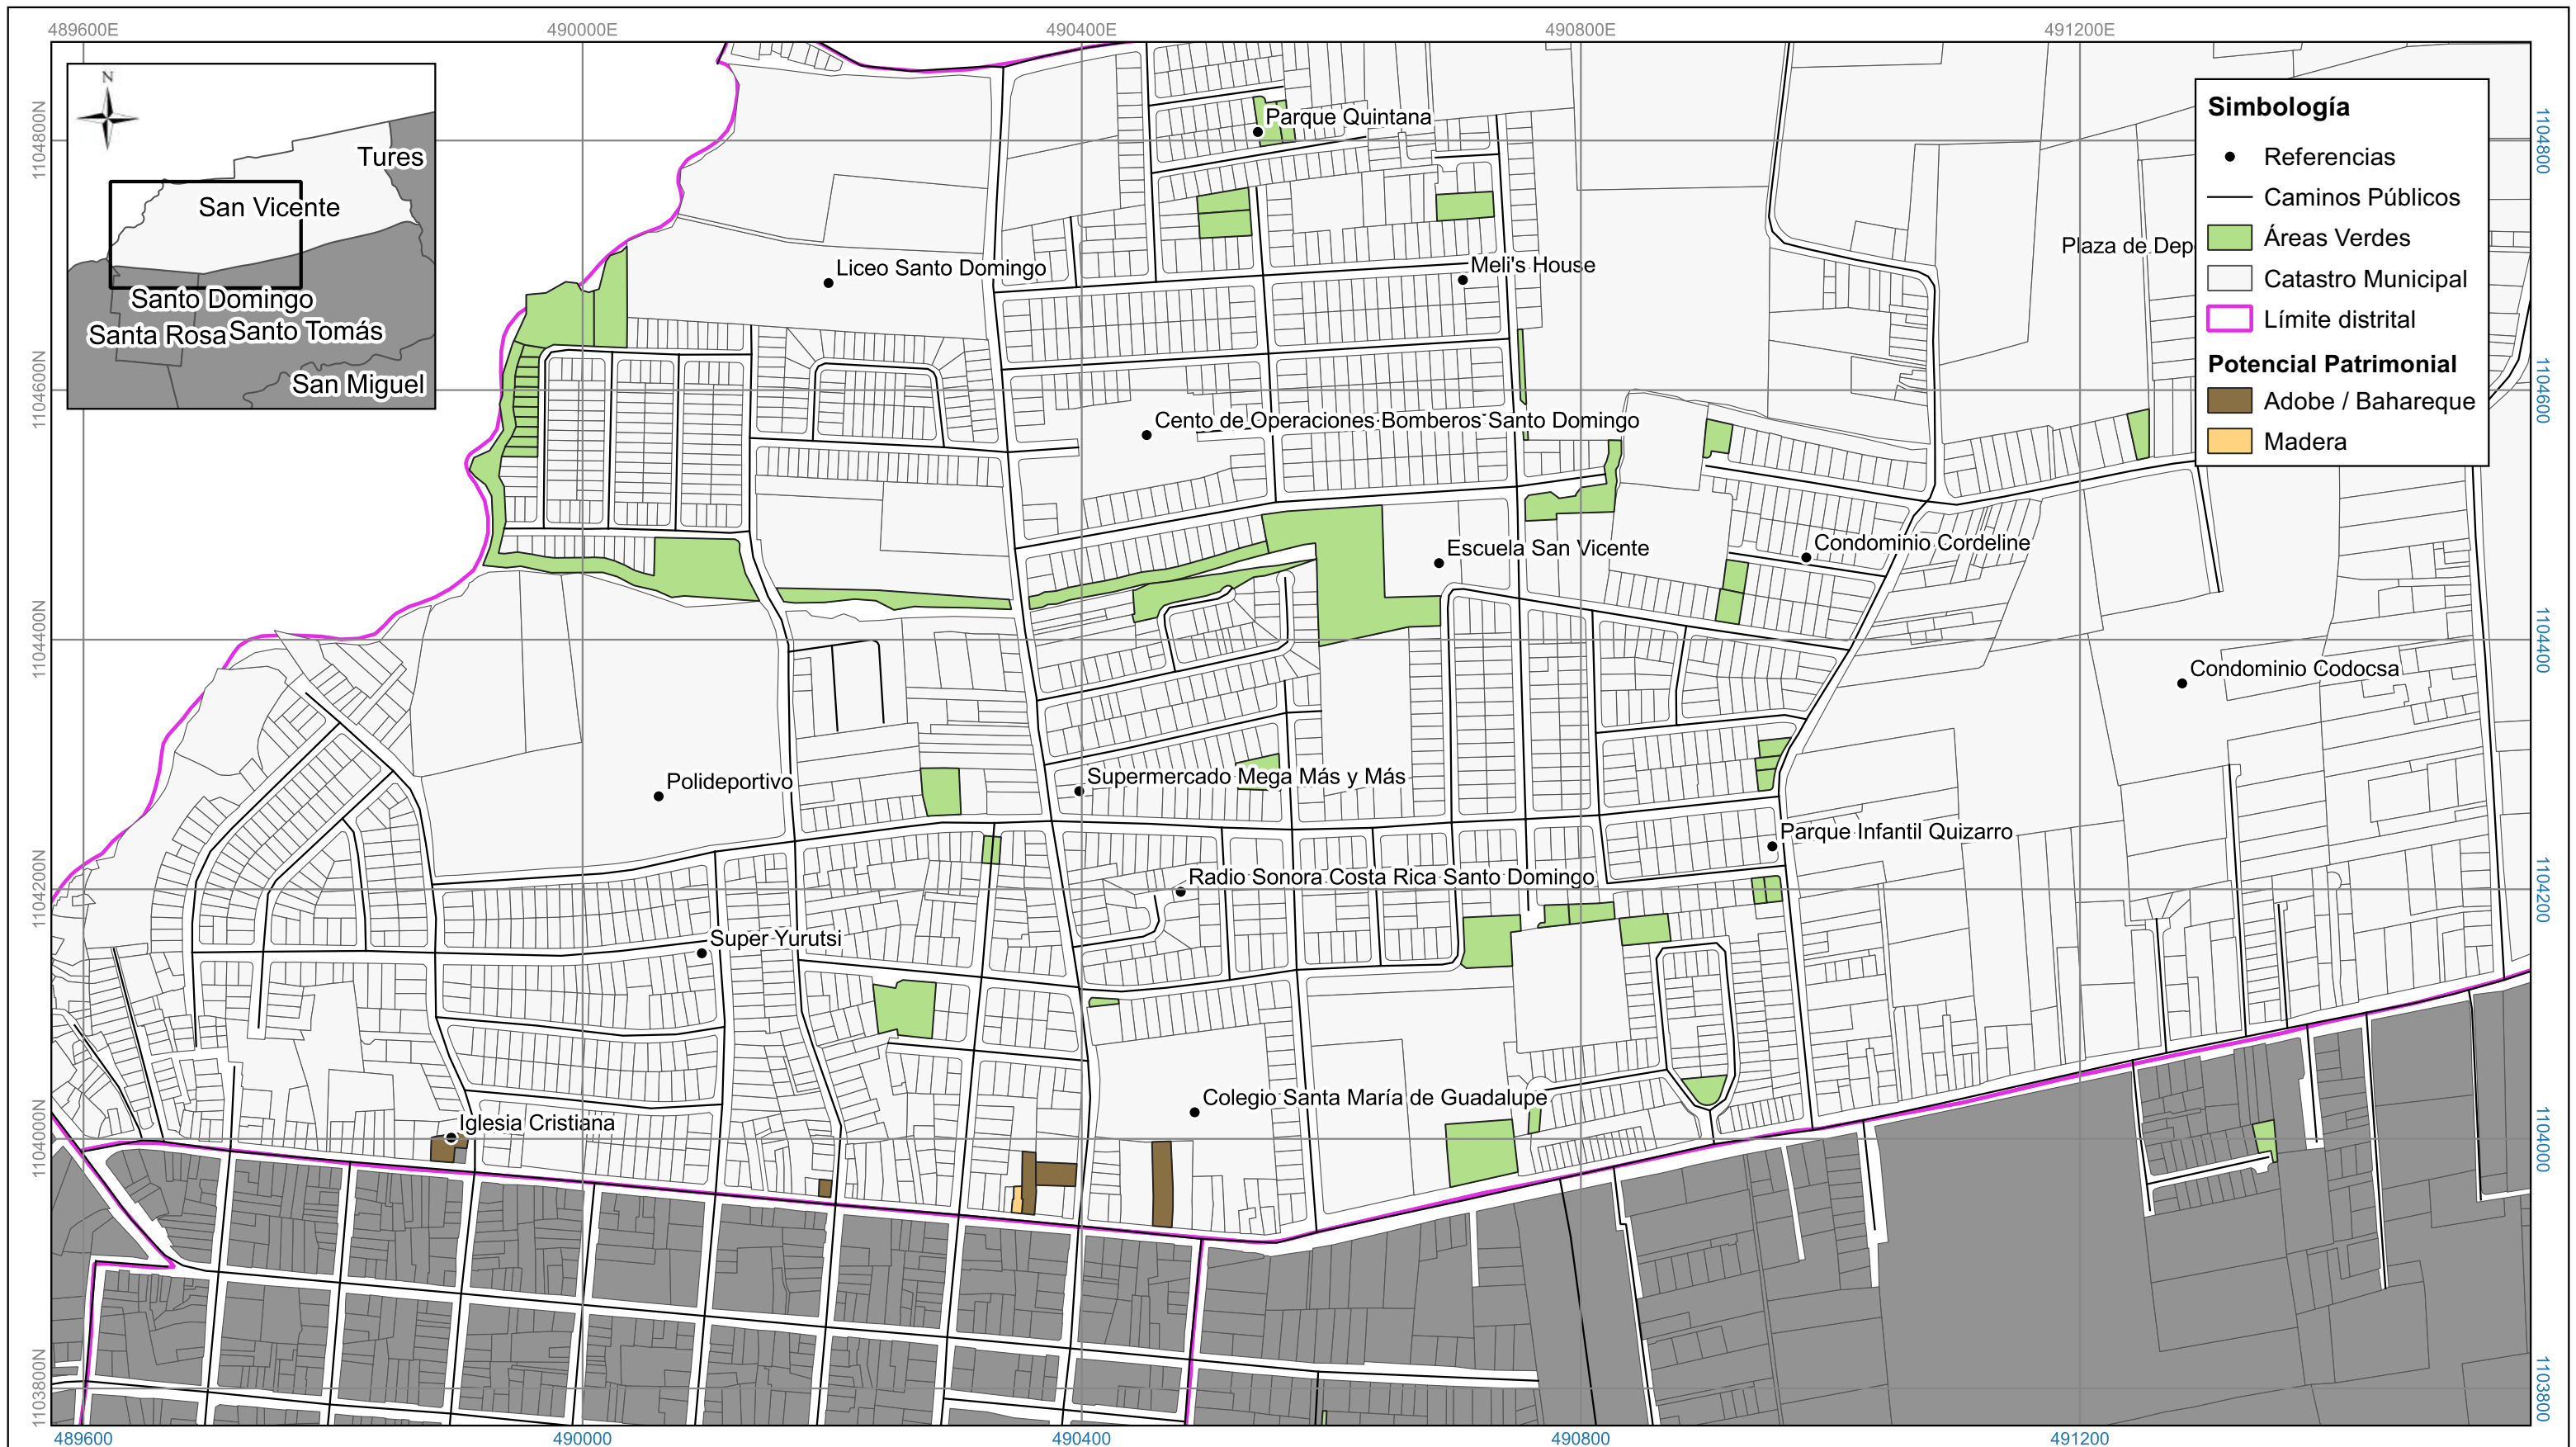 489600E 490000E 490400E 490800E 491200E
N
Tures
San Vicente
Santo Domingo
Santa Rosa Santo Tomás
San Miguel
Simbología
Referencias
Caminos Públicos
Áreas Verdes
Catastro Municipal
Límite distrital
Potencial Patrimonial
Adobe / Bahareque
Madera
Parque Quintana
Plaza de Dep
Liceo Santo Domingo
Meli's House
Cento de Operaciones Bomberos Santo Domingo
Escuela San Vicente
Condominio Cordeline
Condominio Codocsa
Polideportivo
Supermercado Mega Más y Más
Parque Infantil Quizarro
Radio Sonora Costa Rica Santo Domingo
Super Yurutsi
Colegio Santa María de Guadalupe
Iglesia Cristiana
1104800N
1104600N
1104400N
1104200N
1104000N
1103800N
1104800
1104600
1104400
1104200
1104000
1103800
489600 490000 490400 490800 491200